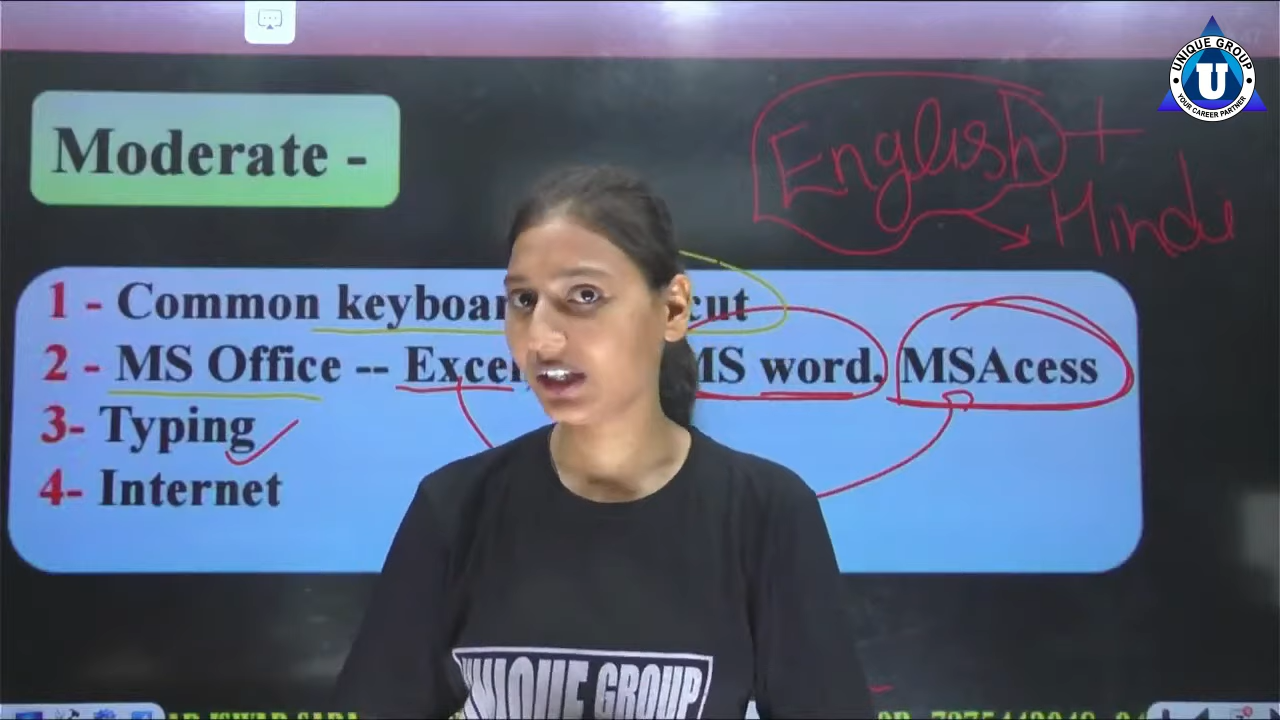 UNIQUE GROUP
U
YOUR CAREER PARTNER
English +
Hindi
Moderate -
1 - Common keyboar cut
2 - MS Office -- Excel, MS word, MSAcess
3- Typing
4- Internet
UNIQUE GROUP